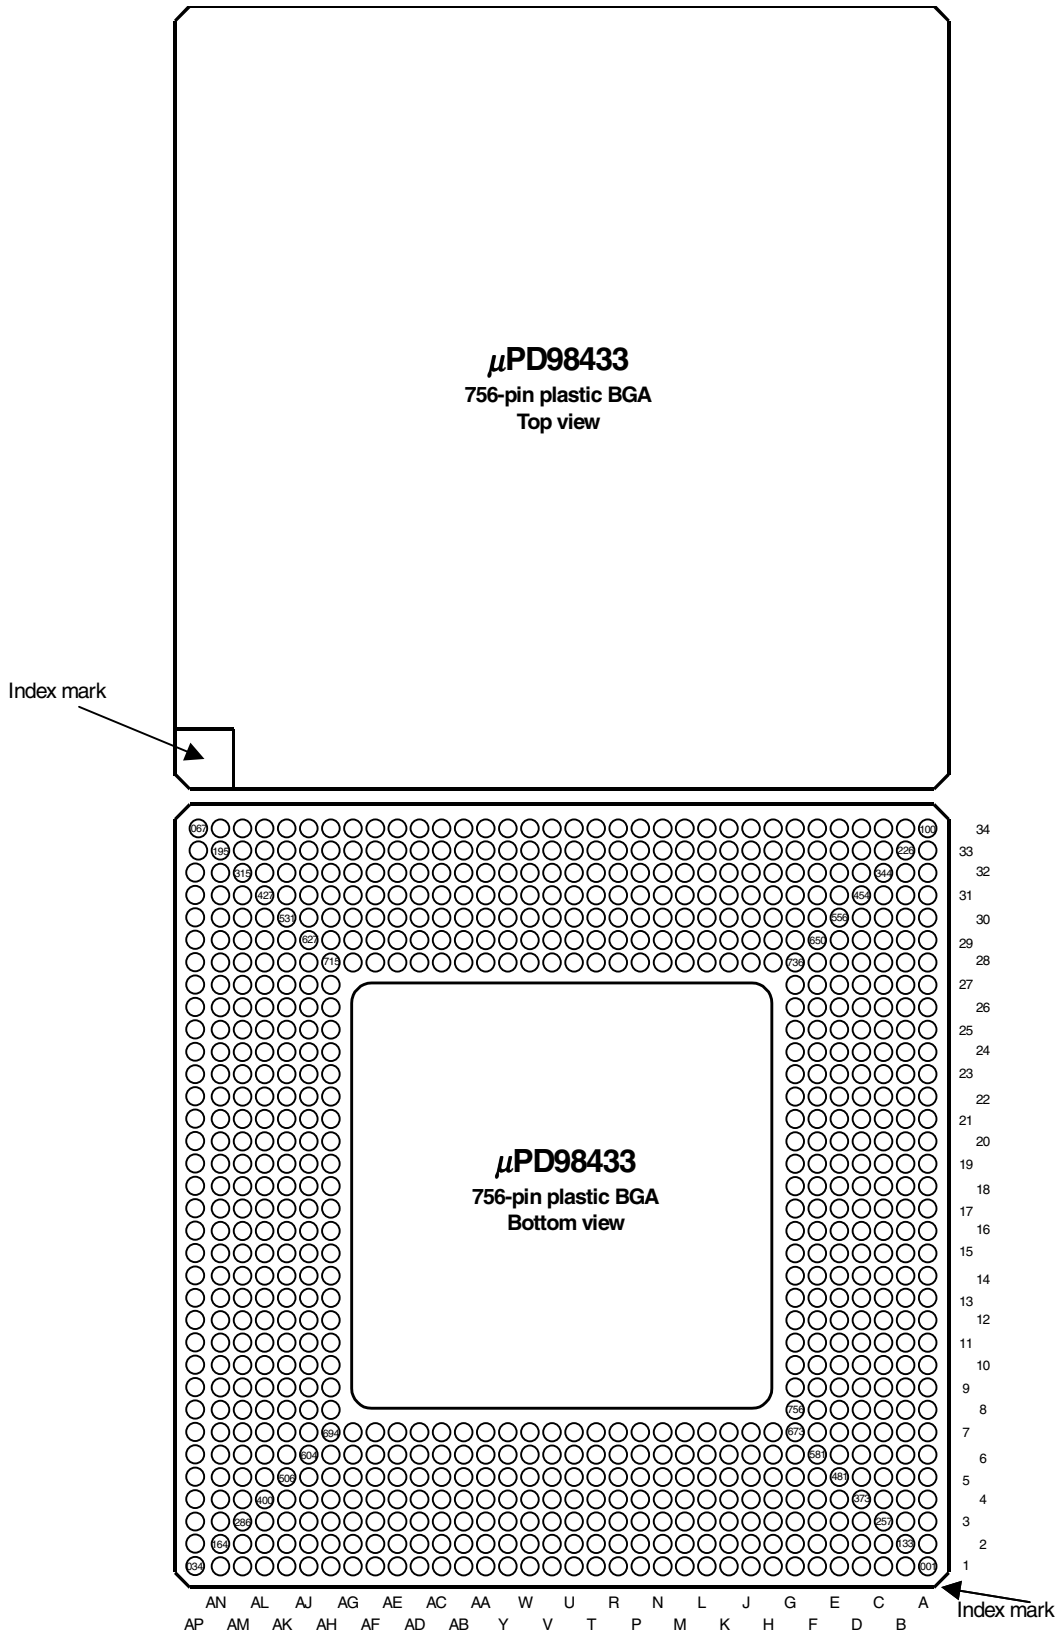 μPD98433
756-pin plastic BGA
Top view
Index mark
067 100 34
195 226 33
315 344 32
427 454 31
531 556 30
627 650 29
715 736 28
27
26
25
24
23
22
21
20
19
18
17
16
15
14
13
12
11
10
9
μPD98433
756-pin plastic BGA
Bottom view
756 8
694 673 7
604 581 6
506 481 5
400 373 4
286 257 3
164 133 2
034 001 1
AN AL AJ AG AE AC AA W U R N L J G E C A
AP AM AK AH AF AD AB Y V T P M K H F D B
Index mark